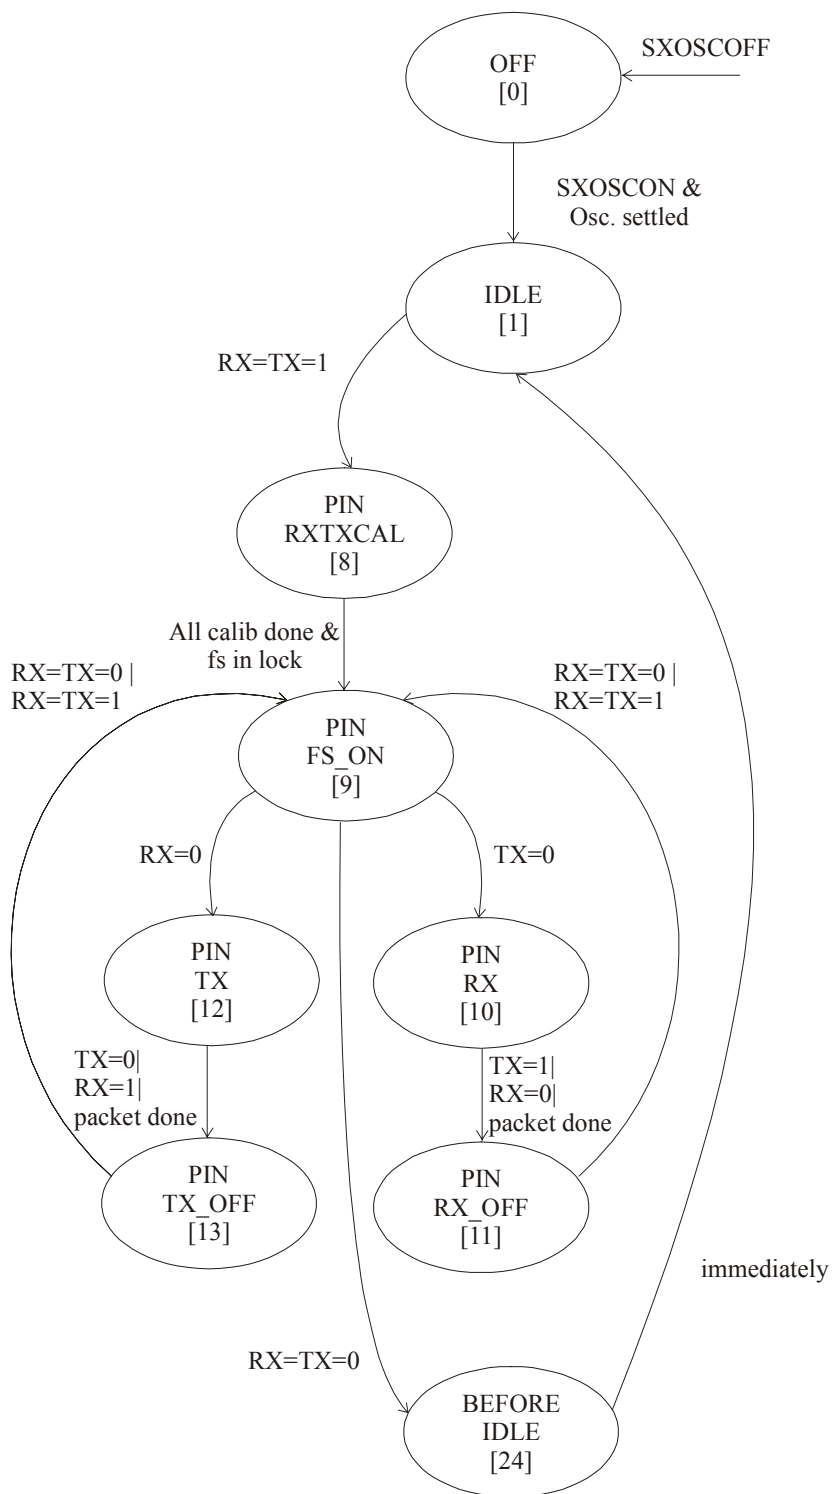 SXOSCOFF
OFF
[0]
SXOSCON &
Osc. settled
IDLE
[1]
RX=TX=1
PIN
RXTXCAL
[8]
All calib done &
fs in lock
RX=TX=0 |
RX=TX=1
RX=TX=0 |
RX=TX=1
PIN
FS_ON
[9]
RX=0
TX=0
PIN
TX
[12]
PIN
RX
[10]
TX=0|
RX=1|
packet done
TX=1|
RX=0|
packet done
PIN
TX_OFF
[13]
PIN
RX_OFF
[11]
immediately
RX=TX=0
BEFORE
IDLE
[24]